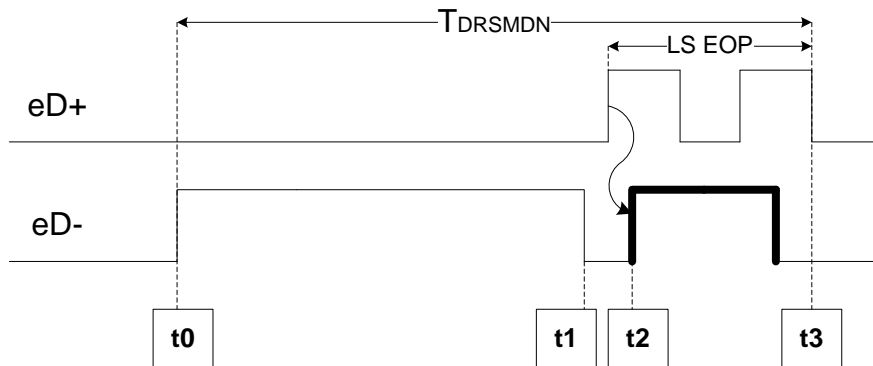 TDRSMDN
LS EOP
eD+
eD-
t0
t1
t2
t3